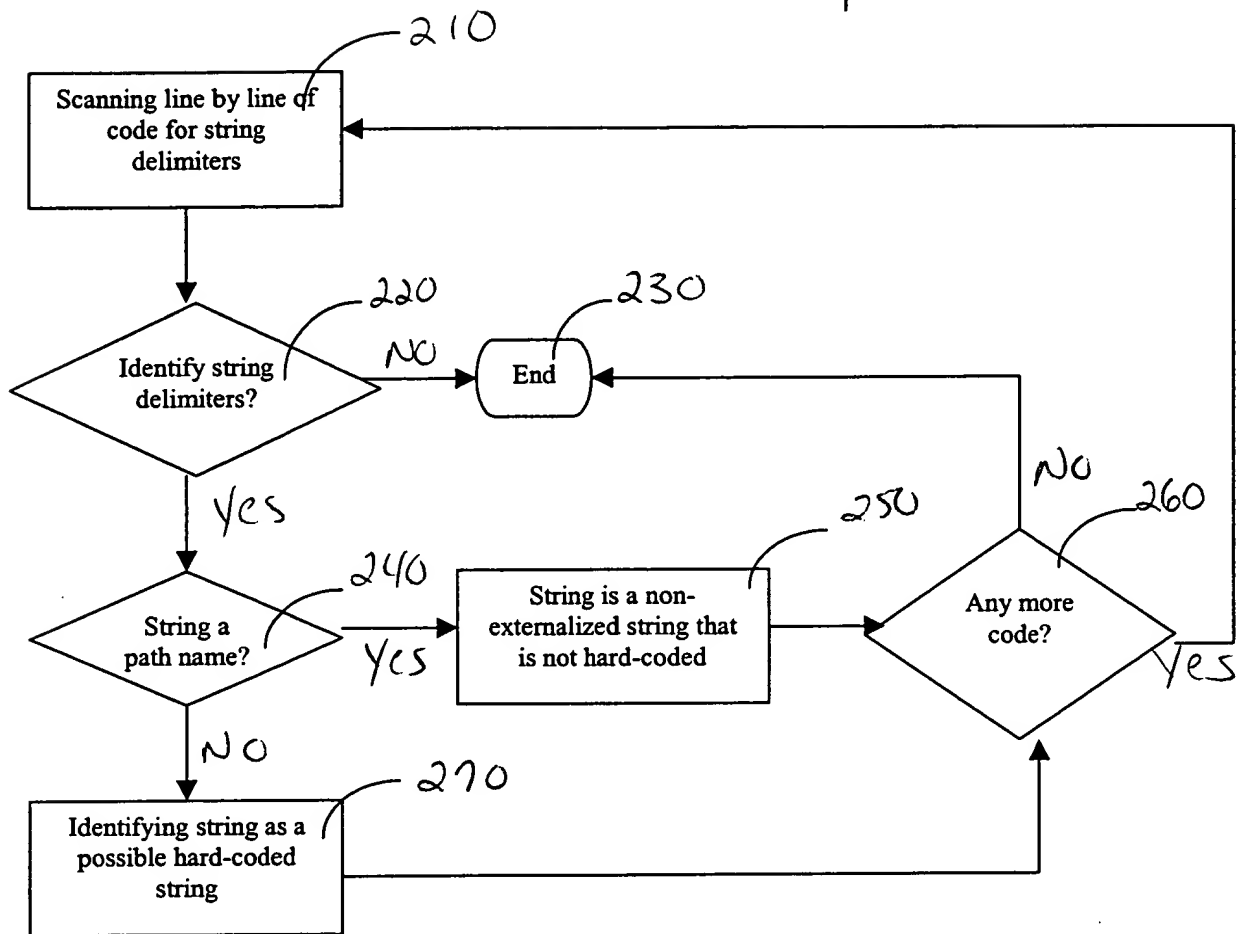 210
Scanning line by line of
code for string
delimiters
220
230
Identify string
delimiters?
NO
End
Yes
NO
240
250
260
String a
path name?
Yes
String is a non-
externalized string that
is not hard-coded
Any more
code?
Yes
NO
270
Identifying string as a
possible hard-coded
string